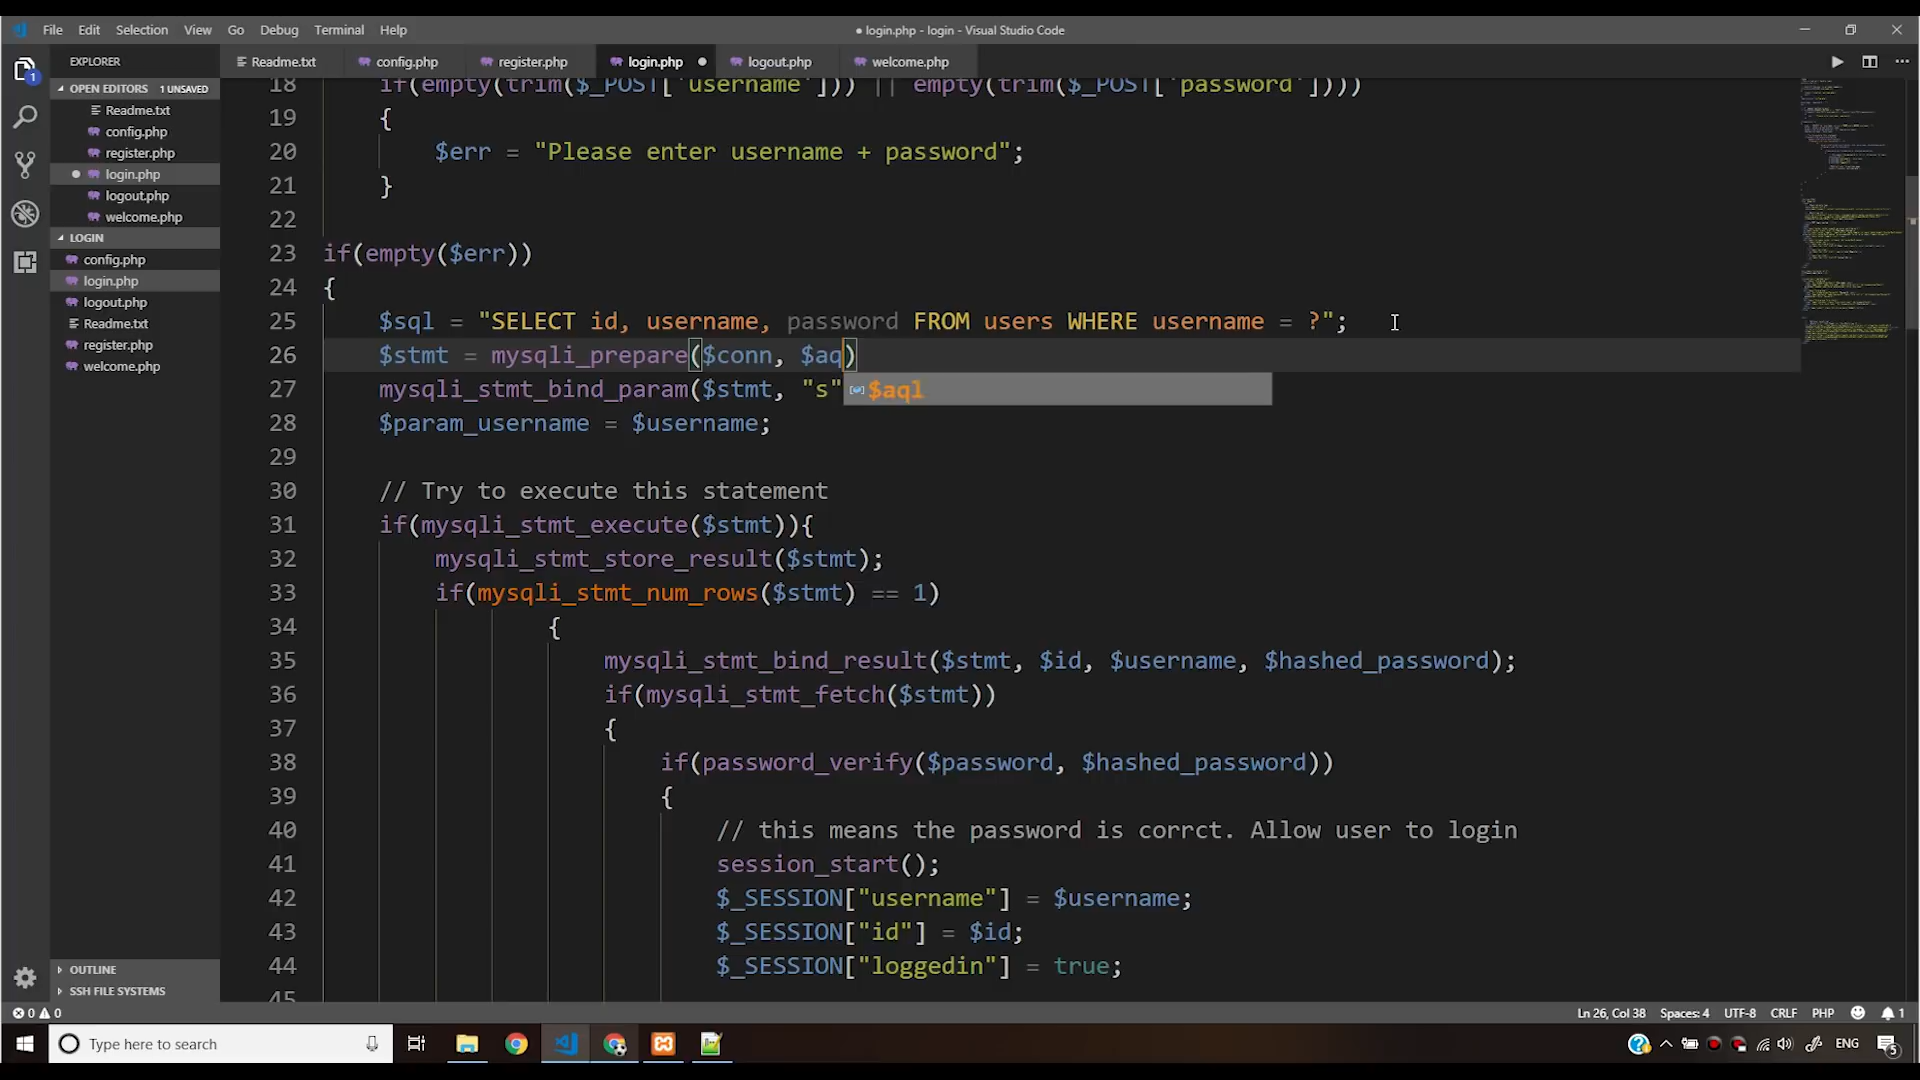 File Edit Selection View Go Debug Terminal Help
● login.php - login - Visual Studio Code
EXPLORER
Readme.txt config.php register.php login.php ● logout.php welcome.php
OPEN EDITORS 1 UNSAVED
Readme.txt
config.php
register.php
login.php
logout.php
welcome.php
LOGIN
config.php
login.php
logout.php
Readme.txt
register.php
welcome.php
OUTLINE
SSH FILE SYSTEMS
18 if(empty(trim($_POST['username'])) || empty(trim($_POST['password'])))
19 {
20 $err = "Please enter username + password";
21 }
22
23 if(empty($err))
24 {
25 $sql = "SELECT id, username, password FROM users WHERE username = ?";
26 $stmt = mysqli_prepare($conn, $aq)
27 mysqli_stmt_bind_param($stmt, "s"
$aql
28 $param_username = $username;
29
30 // Try to execute this statement
31 if(mysqli_stmt_execute($stmt)){
32 mysqli_stmt_store_result($stmt);
33 if(mysqli_stmt_num_rows($stmt) == 1)
34 {
35 mysqli_stmt_bind_result($stmt, $id, $username, $hashed_password);
36 if(mysqli_stmt_fetch($stmt))
37 {
38 if(password_verify($password, $hashed_password))
39 {
40 // this means the password is corrct. Allow user to login
41 session_start();
42 $_SESSION["username"] = $username;
43 $_SESSION["id"] = $id;
44 $_SESSION["loggedin"] = true;
45
0 0 Ln 26, Col 38 Spaces: 4 UTF-8 CRLF PHP 1
Type here to search
ENG
5